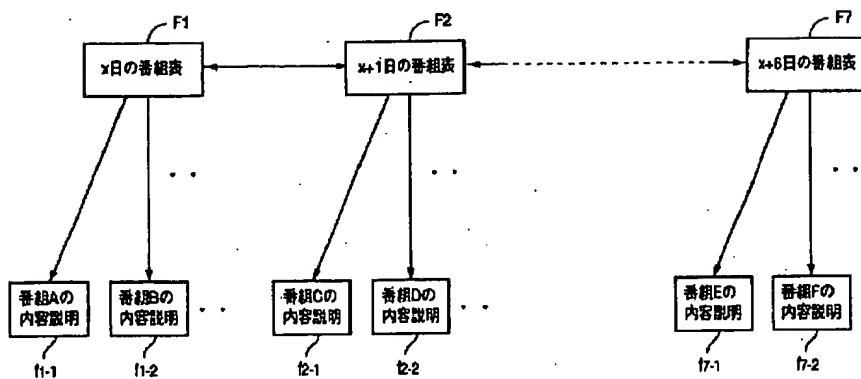 F1
F2
F7
x日の番組表
x+1日の番組表
x+6日の番組表
番組Aの
内容説明
番組Bの
内容説明
番組Cの
内容説明
番組Dの
内容説明
番組Eの
内容説明
番組Fの
内容説明
f1-1
f1-2
f2-1
f2-2
f7-1
f7-2